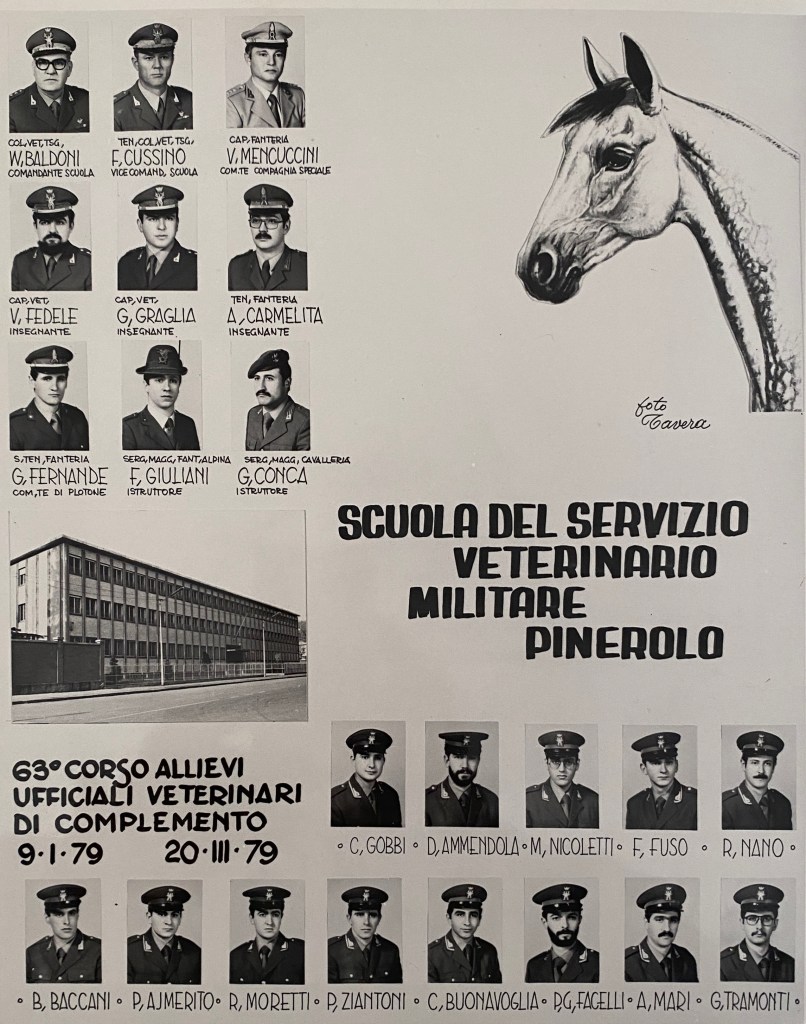 COL,VET,TSG,
W,BALDONI
COMANDANTE SCUOLA
TEN,COL,VET,TSG,
F,CUSSINO
VICE COMAND, SCUOLA
CAP,FANTERIA
V, MENCUCCINI
COM.TE COMPAGNIA SPECIALE
CAP,VET,
V, FEDELE
INSEGNANTE
CAP,VET,
G, GRAGLIA
INSEGNANTE
TEN, FANTERIA
A, CARMELITA
INSEGNANTE
S,TEN,FANTERIA
G,FERNANDE
COM,TE DI PLOTONE
SERG,MAGG,FANT,ALPINA
F, GIULIANI
ISTRUTTORE
SERG,MAGG,CAVALLERIA
G,CONCA
ISTRUTTORE
foto
Tavera
SCUOLA DEL SERVIZIO
VETERINARIO
MILITARE
PINEROLO
63° CORSO ALLIEVI
UFFICIALI VETERINARI
DI COMPLEMENTO
9·1·79 20·III·79
• C, GOBBI • D, AMMENDOLA • M, NICOLETTI • F, FUSO • R, NANO •
• B, BACCANI • P, AJMERITO • R, MORETTI • P, ZIANTONI • C, BUONAVOGLIA • P,G, FACELLI • A, MARI • G,TRAMONTI •